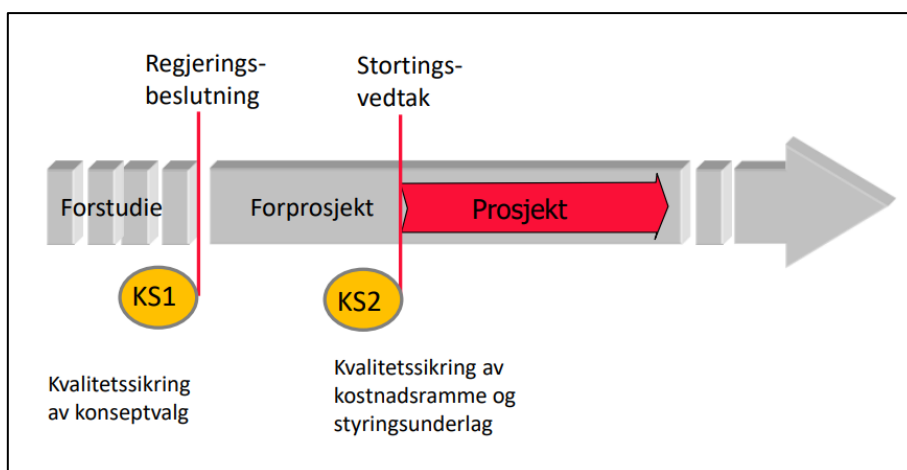 Regjerings-
beslutning
Stortings-
vedtak
Forstudie
Forprosjekt
Prosjekt
KS1
KS2
Kvalitetssikring
av konseptvalg
Kvalitetssikring av
kostnadsramme og
styringsunderlag